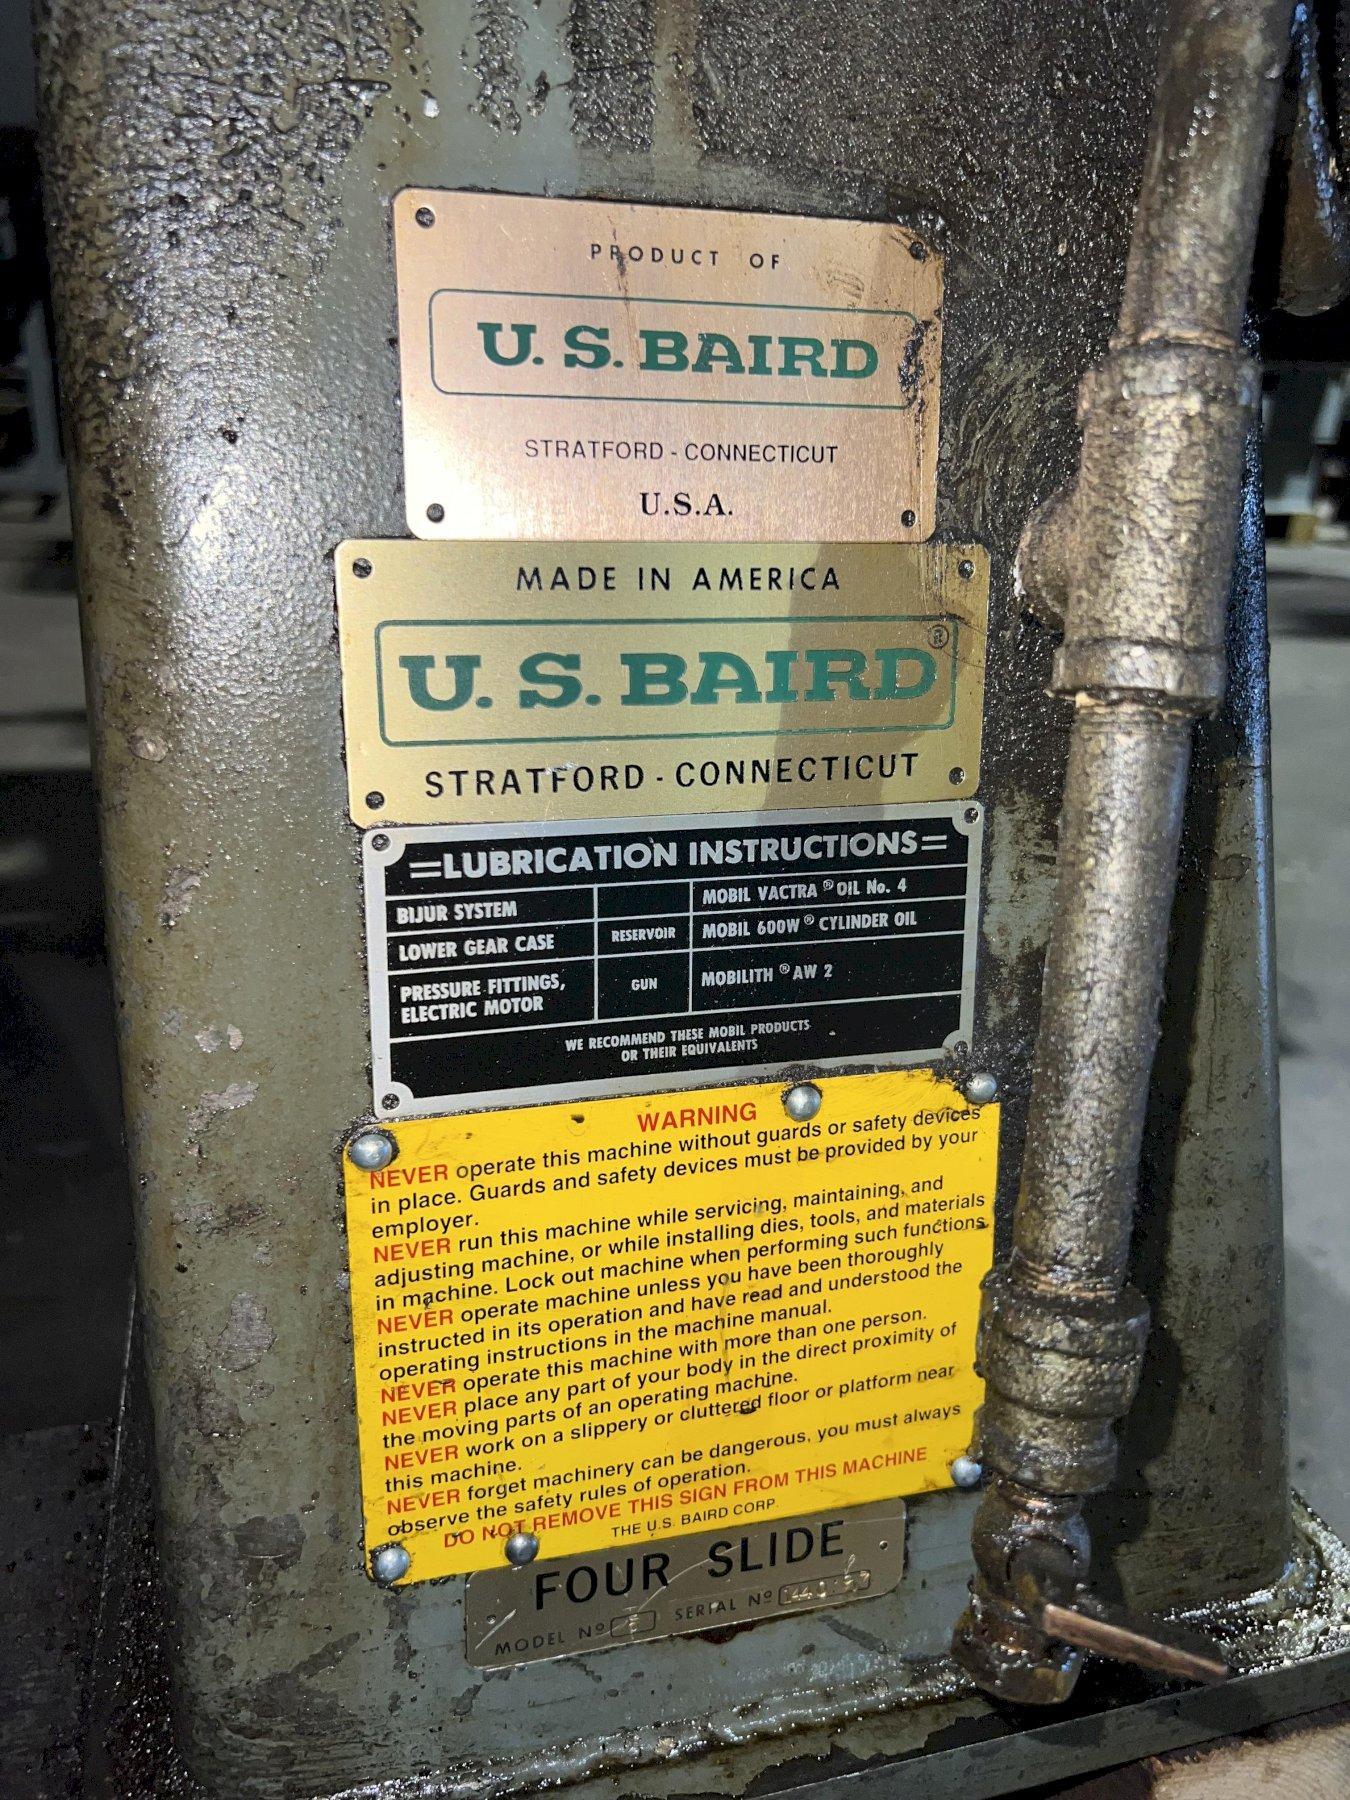 PRODUCT OF
U. S. BAIRD
STRATFORD - CONNECTICUT
U.S.A.
MADE IN AMERICA
U. S. BAIRD®
STRATFORD - CONNECTICUT
=LUBRICATION INSTRUCTIONS=
BIJUR SYSTEM MOBIL VACTRA® OIL No. 4
LOWER GEAR CASE RESERVOIR MOBIL 600W® CYLINDER OIL
PRESSURE FITTINGS,
ELECTRIC MOTOR GUN MOBILITH® AW 2
WE RECOMMEND THESE MOBIL PRODUCTS
OR THEIR EQUIVALENTS
WARNING
NEVER operate this machine without guards or safety devices
in place. Guards and safety devices must be provided by your
employer.
NEVER run this machine while servicing, maintaining, and
adjusting machine, or while installing dies, tools, and materials
in machine. Lock out machine when performing such functions.
NEVER operate machine unless you have been thoroughly
instructed in its operation and have read and understood the
operating instructions in the machine manual.
NEVER operate this machine with more than one person.
NEVER place any part of your body in the direct proximity of
the moving parts of an operating machine.
NEVER work on a slippery or cluttered floor or platform near
this machine.
NEVER forget machinery can be dangerous, you must always
observe the safety rules of operation.
DO NOT REMOVE THIS SIGN FROM THIS MACHINE
THE U.S. BAIRD CORP.
FOUR SLIDE
MODEL Nº SERIAL Nº